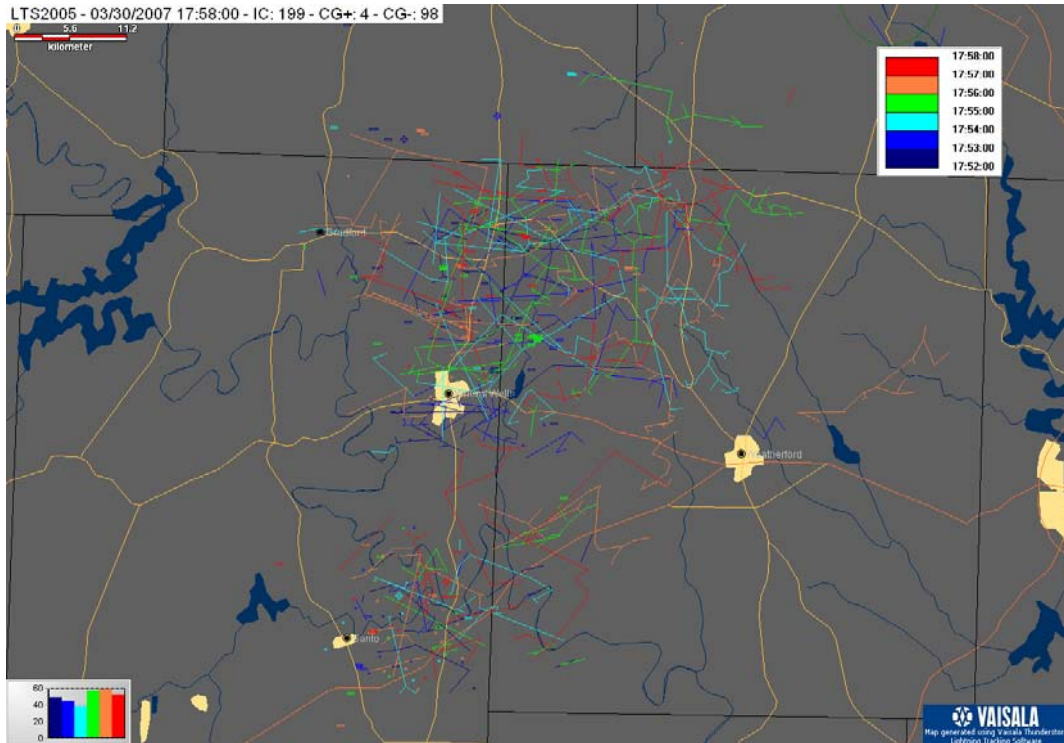 LTS2005 - 03/30/2007 17:58:00 - IC: 199 - CG+: 4 - CG-: 98
0 5.6 11.2
kilometer
17:58:00
17:57:00
17:56:00
17:55:00
17:54:00
17:53:00
17:52:00
Weatherford
Santo
60
40
20
0
VAISALA
Map generated using Vaisala Thunderstorm
Lightning Tracking Software